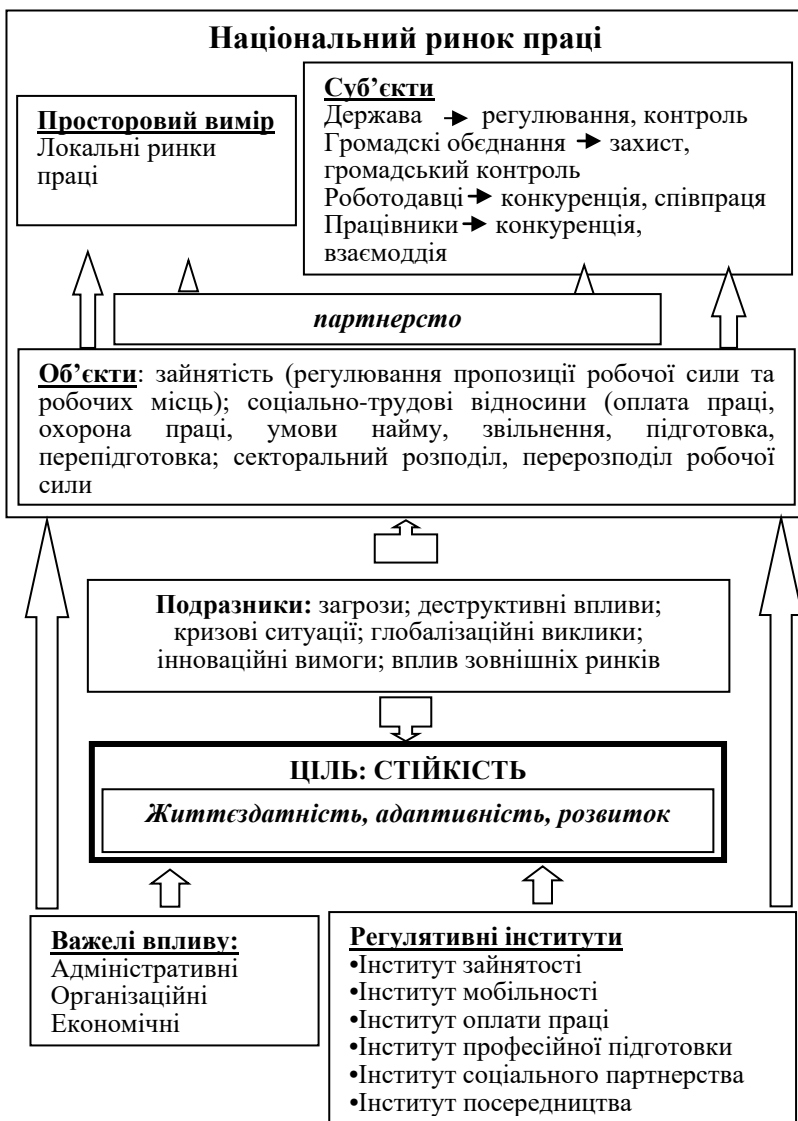 Національний ринок праці
Просторовий вимір
Локальні ринки
праці
Суб’єкти
Держава → регулювання, контроль
Громадскі обєднання → захист,
громадський контроль
Роботодавці → конкуренція, співпраця
Працівники → конкуренція,
взаємоддія
партнерсто
Об’єкти: зайнятість (регулювання пропозиції робочої сили та
робочих місць); соціально-трудові відносини (оплата праці,
охорона праці, умови найму, звільнення, підготовка,
перепідготовка; секторальний розподіл, перерозподіл робочої
сили
Подразники: загрози; деструктивні впливи;
кризові ситуації; глобалізаційні виклики;
інноваційні вимоги; вплив зовнішніх ринків
ЦІЛЬ: СТІЙКІСТЬ
Життєздатність, адаптивність, розвиток
Важелі впливу:
Адміністративні
Організаційні
Економічні
Регулятивні інститути
•Інститут зайнятості
•Інститут мобільності
•Інститут оплати праці
•Інститут професійної підготовки
•Інститут соціального партнерства
•Інститут посередництва